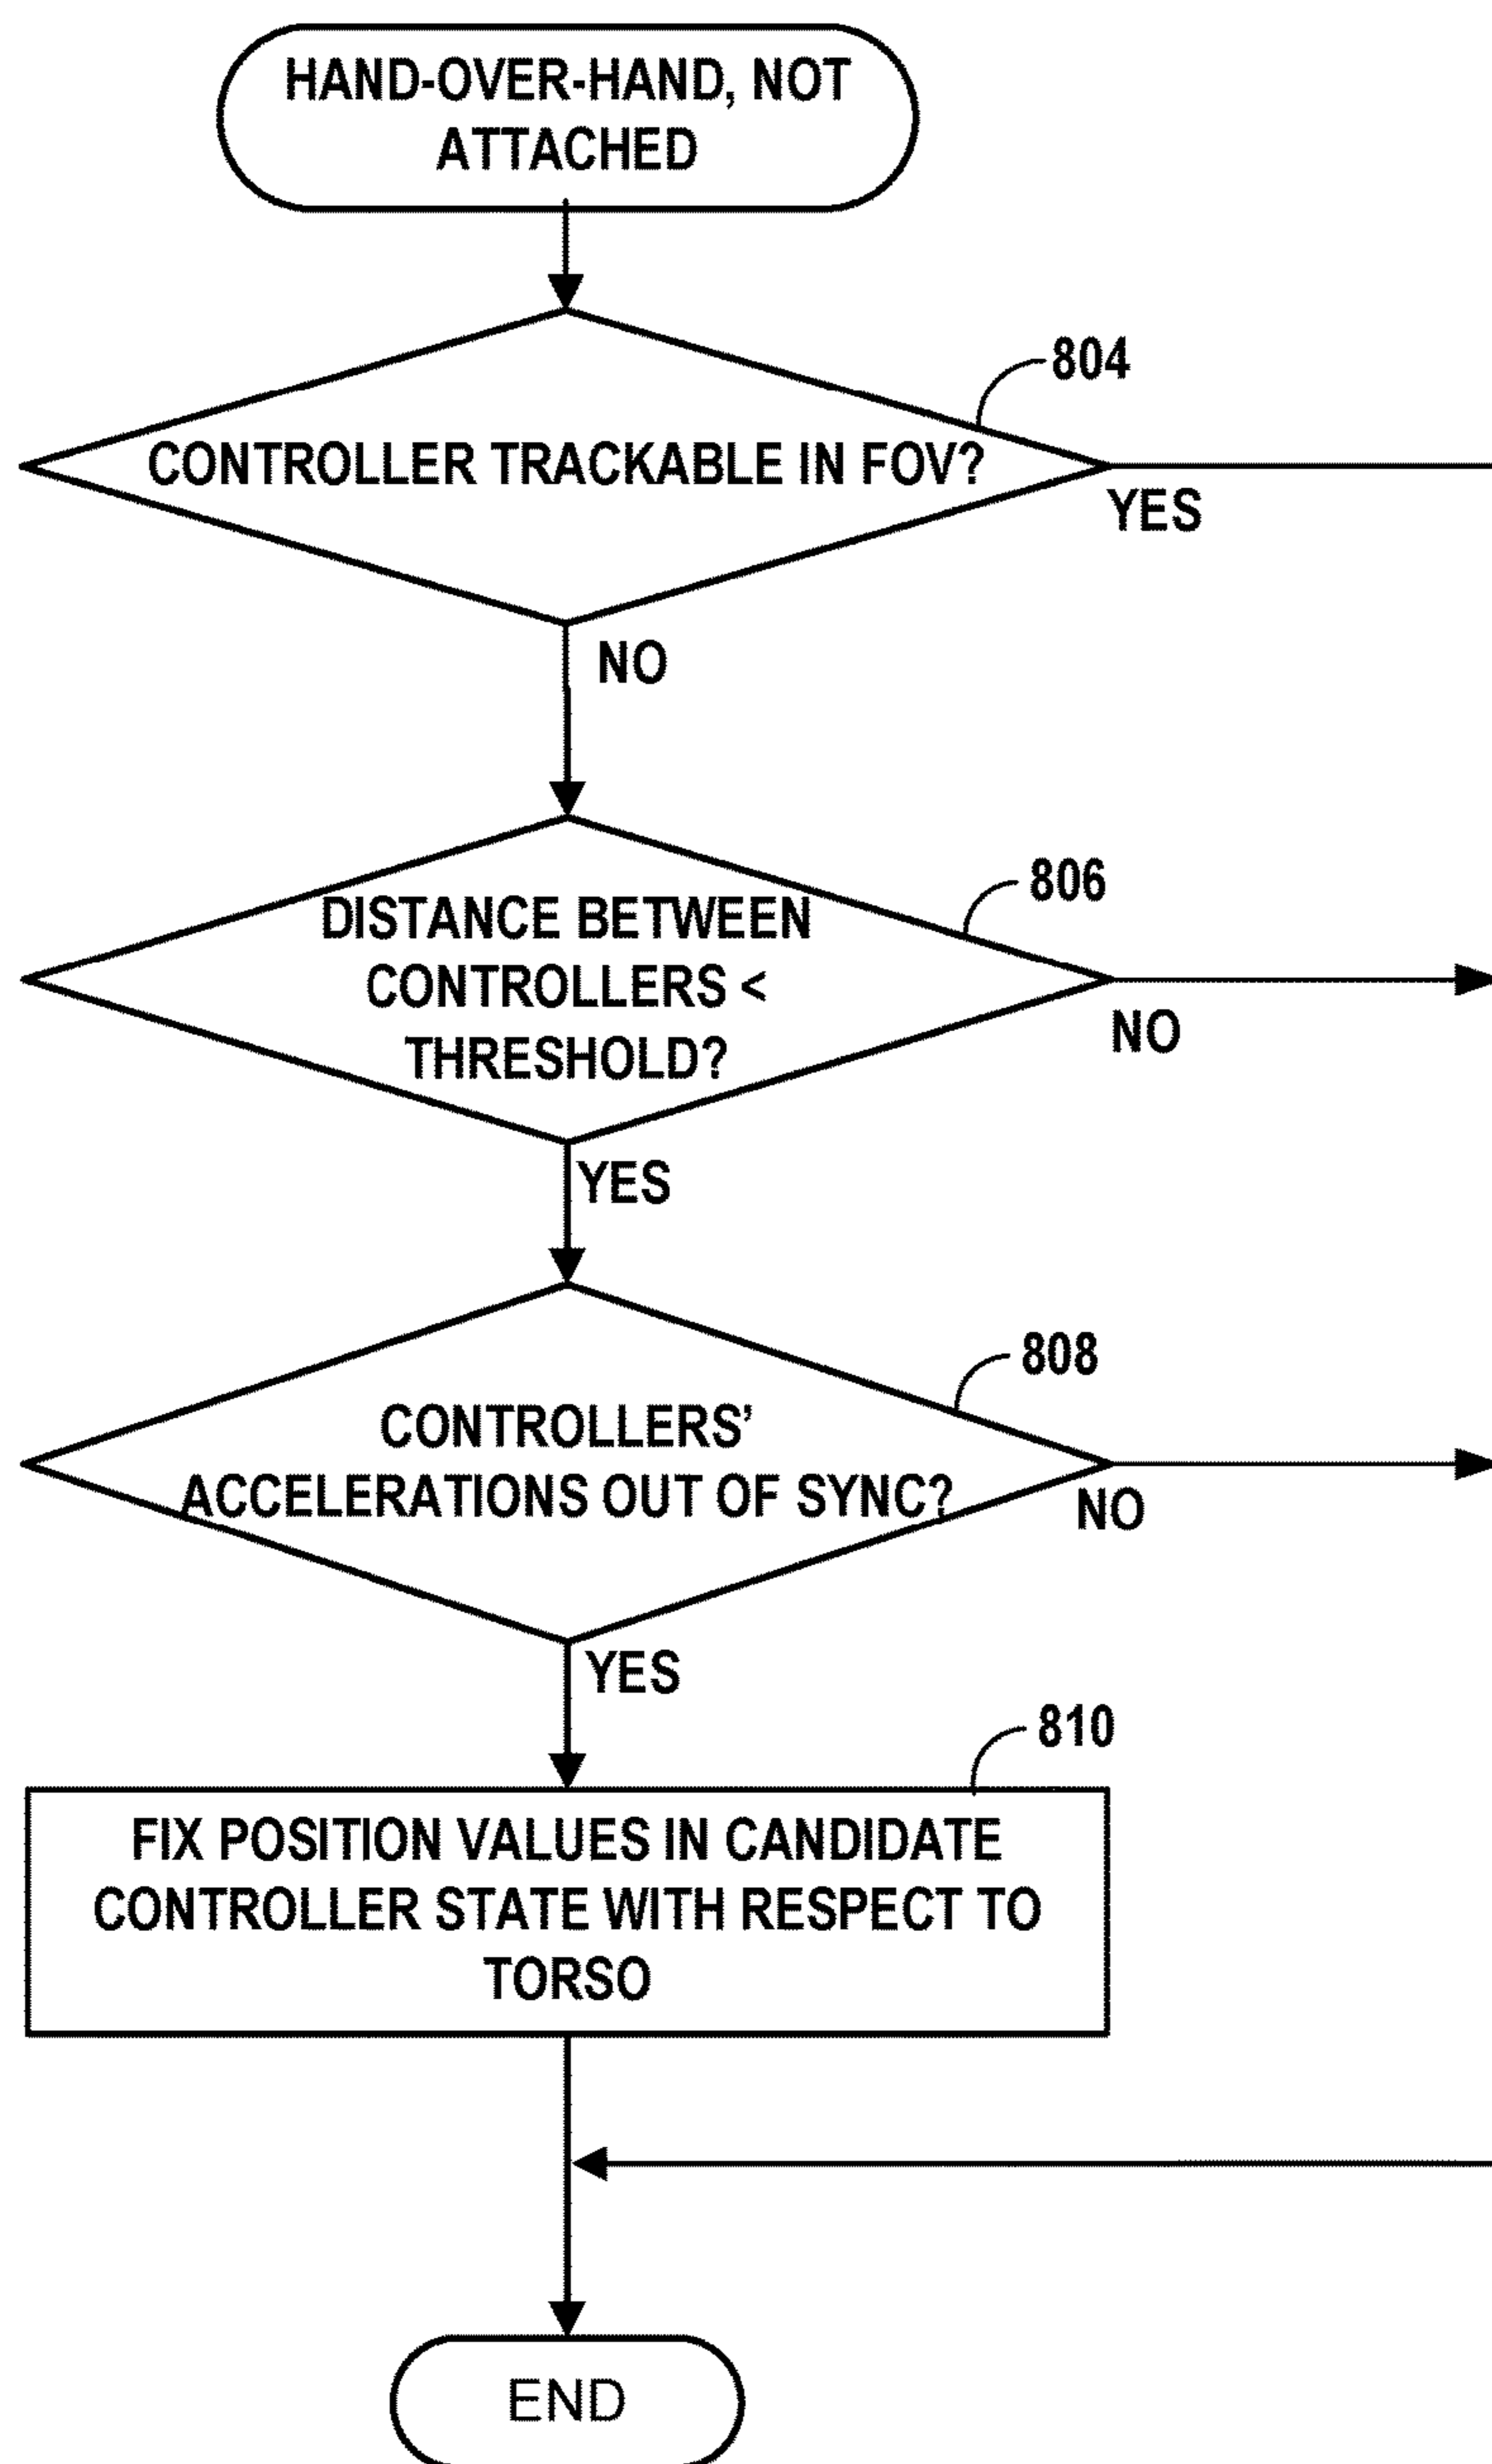 HAND-OVER-HAND, NOT
ATTACHED
804
CONTROLLER TRACKABLE IN FOV?
YES
NO
806
DISTANCE BETWEEN
CONTROLLERS <
THRESHOLD?
NO
YES
808
CONTROLLERS’
ACCELERATIONS OUT OF SYNC?
NO
YES
810
FIX POSITION VALUES IN CANDIDATE
CONTROLLER STATE WITH RESPECT TO
TORSO
END